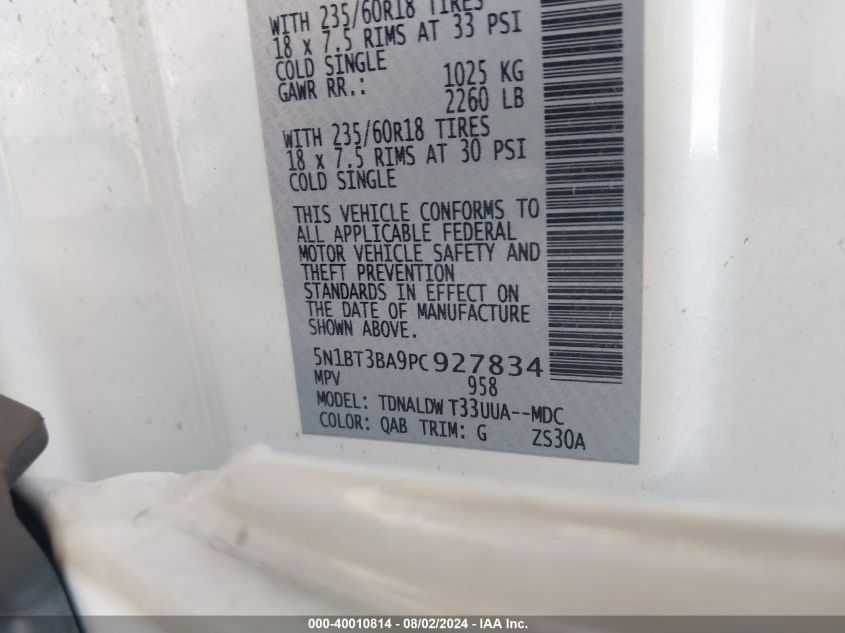 WITH 235/60R18 TIRES
18 x 7.5 RIMS AT 33 PSI
COLD SINGLE
GAWR RR.: 1025 KG
2260 LB
WITH 235/60R18 TIRES
18 x 7.5 RIMS AT 30 PSI
COLD SINGLE
THIS VEHICLE CONFORMS TO
ALL APPLICABLE FEDERAL
MOTOR VEHICLE SAFETY AND
THEFT PREVENTION
STANDARDS IN EFFECT ON
THE DATE OF MANUFACTURE
SHOWN ABOVE.
5N1BT3BA9PC927834
MPV 958
MODEL: TDNALDW T33UUA--MDC
COLOR: QAB TRIM: G ZS30A
000-40010814 - 08/02/2024 - IAA Inc.